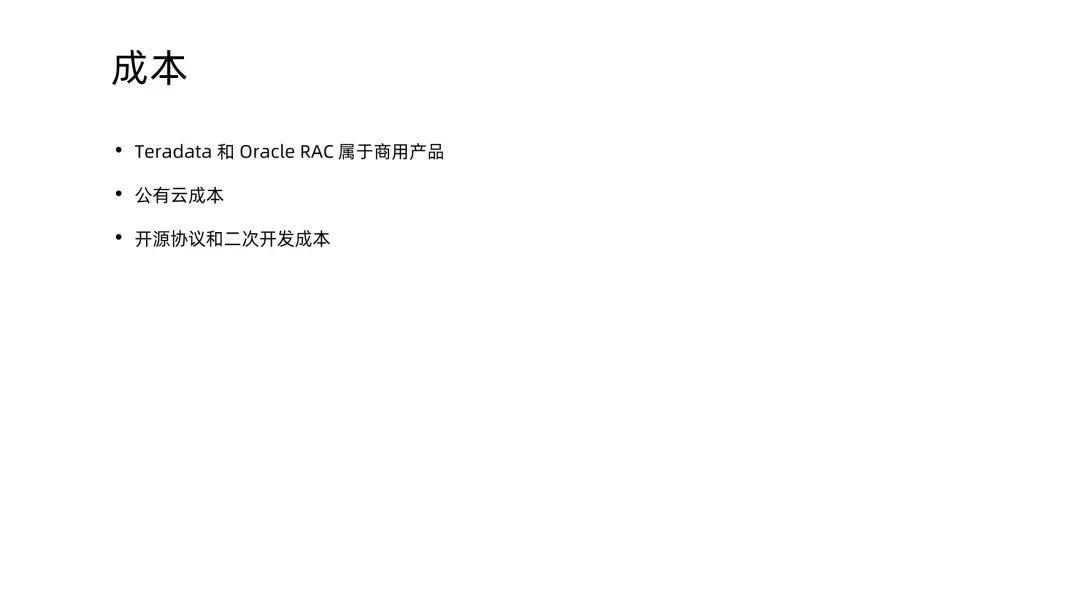 成本
• Teradata 和 Oracle RAC 属于商用产品
• 公有云成本
• 开源协议和二次开发成本